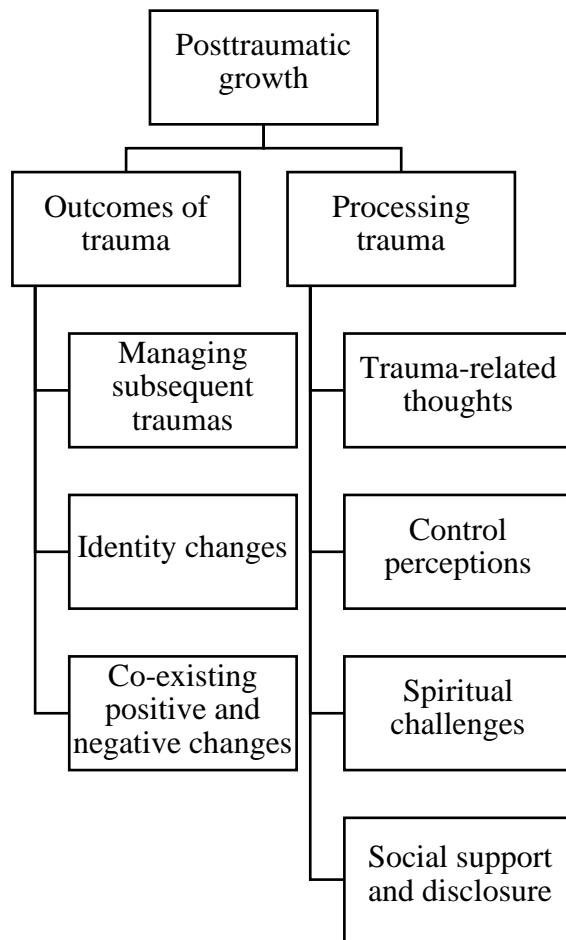 Posttraumatic
growth
Outcomes of
trauma
Processing
trauma
Managing
subsequent
traumas
Trauma-related
thoughts
Identity changes
Control
perceptions
Co-existing
positive and
negative changes
Spiritual
challenges
Social support
and disclosure